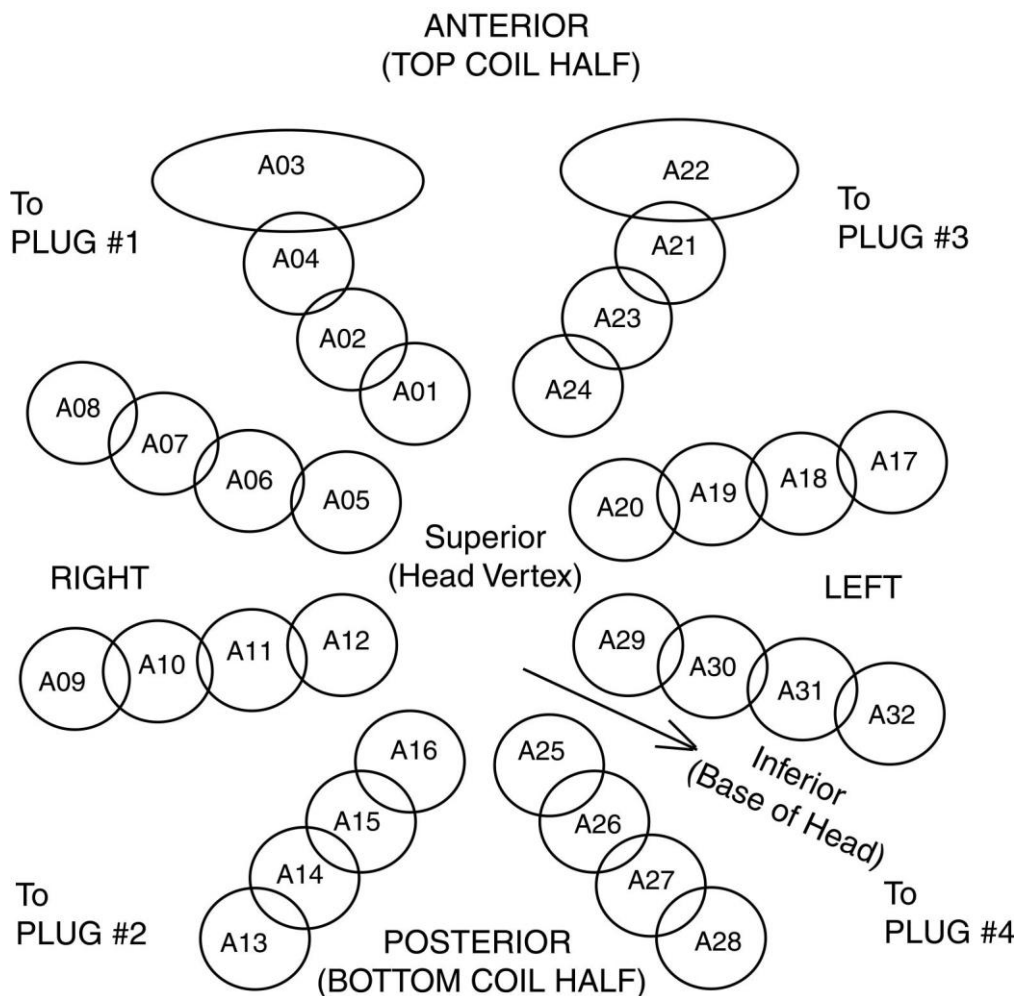 ANTERIOR
(TOP COIL HALF)
A03
A22
To
PLUG #1
To
PLUG #3
A04
A21
A02
A23
A01
A24
A08
A07
A06
A05
A17
A18
A19
A20
Superior
(Head Vertex)
RIGHT
LEFT
A09
A10
A11
A12
A29
A30
A31
A32
Inferior
(Base of Head)
A16
A25
A15
A26
A14
A27
A13
A28
To
PLUG #2
POSTERIOR
(BOTTOM COIL HALF)
To
PLUG #4